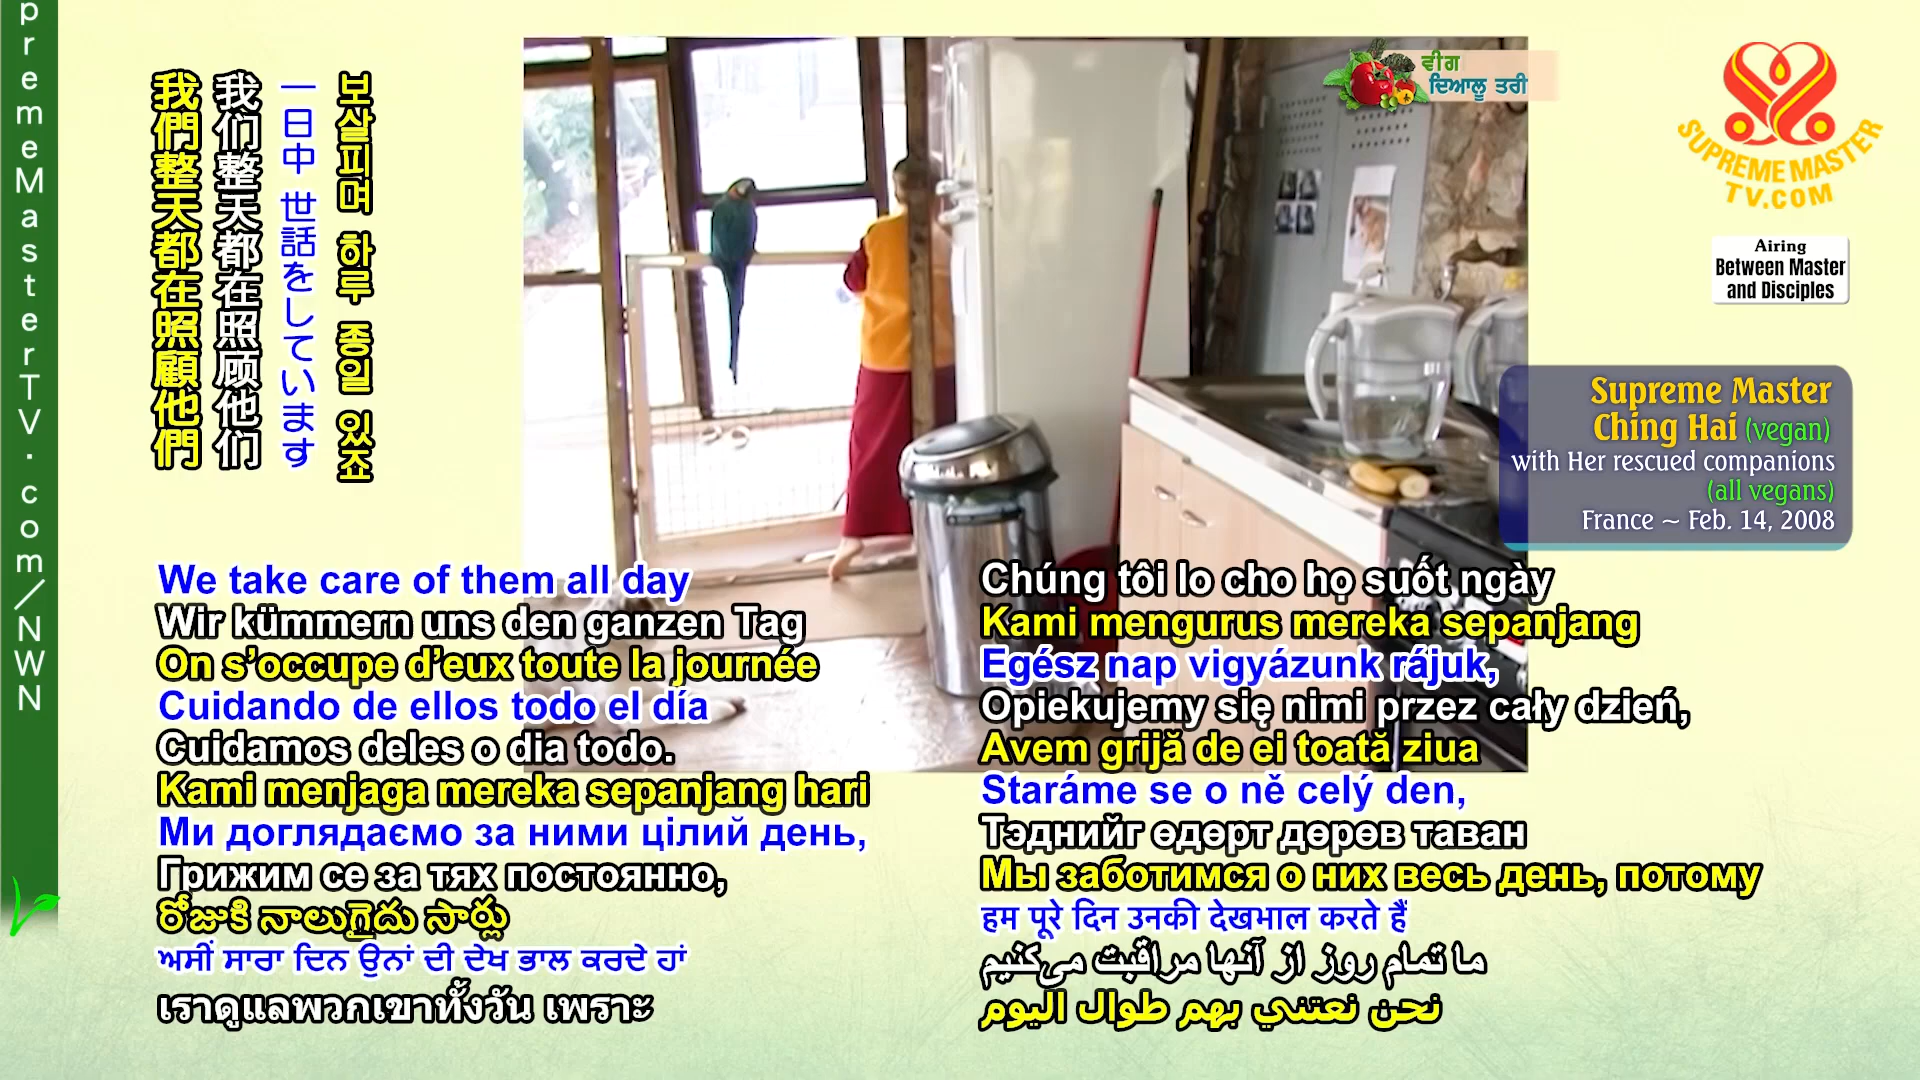 premeMasterTV.com/NWN
我們整天都在照顧他們
我们整天都在照顾他们
一日中 世話をしています
보살피며 하루 종일 있죠
ਵੀਗ
ਦਿਆਲੂ ਤਰੀ
SUPREME MASTER
TV.COM
Airing
Between Master
and Disciples
Supreme Master
Ching Hai (vegan)
with Her rescued companions
(all vegans)
France ~ Feb. 14, 2008
We take care of them all day
Wir kümmern uns den ganzen Tag
On s’occupe d’eux toute la journée
Cuidando de ellos todo el día
Cuidamos deles o dia todo.
Kami menjaga mereka sepanjang hari
Ми доглядаємо за ними цілий день,
Грижим се за тях постоянно,
రోజుకి నాలుగైదు సార్లు
ਅਸੀਂ ਸਾਰਾ ਦਿਨ ਉਨਾਂ ਦੀ ਦੇਖ ਭਾਲ ਕਰਦੇ ਹਾਂ
เราดูแลพวกเขาทั้งวัน เพราะ
Chúng tôi lo cho họ suốt ngày
Kami mengurus mereka sepanjang
Egész nap vigyázunk rájuk,
Opiekujemy się nimi przez cały dzień,
Avem grijă de ei toată ziua
Staráme se o ně celý den,
Тэднийг өдөрт дөрөв таван
Мы заботимся о них весь день, потому
हम पूरे दिन उनकी देखभाल करते हैं
ما تمام روز از آنها مراقبت می‌کنیم
نحن نعتني بهم طوال اليوم